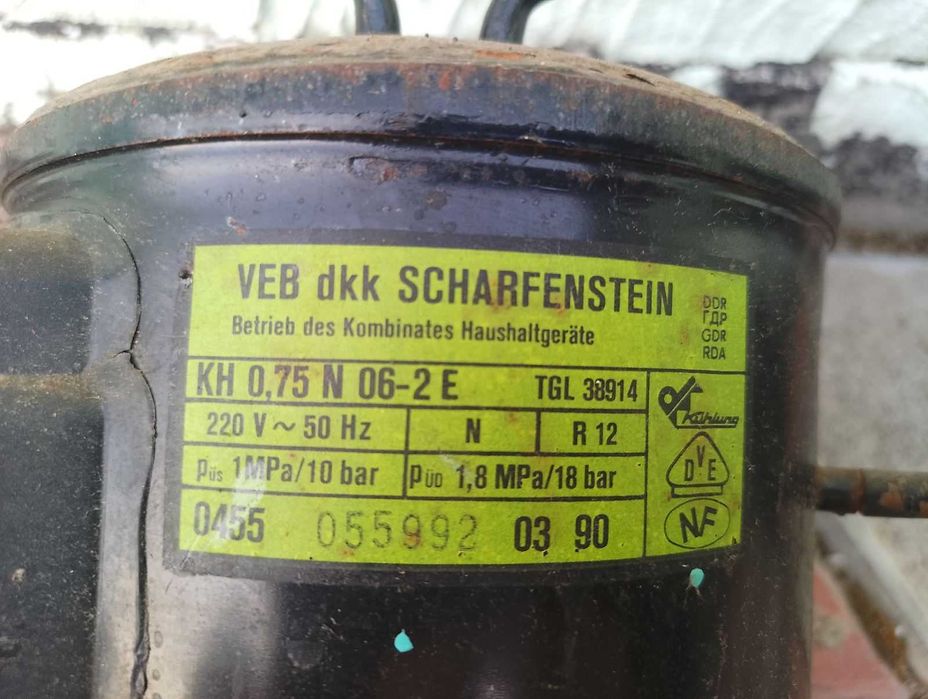 VEB dkk SCHARFENSTEIN
Betrieb des Kombinates Haushaltgeräte
DDR
ГДР
GDR
RDA
KH 0,75 N 06-2 E TGL 38914
220 V ~ 50 Hz N R 12
pÜS 1MPa/10 bar pÜD 1,8 MPa/18 bar
0455 055992 03 90
Kühlung
DVE
NF